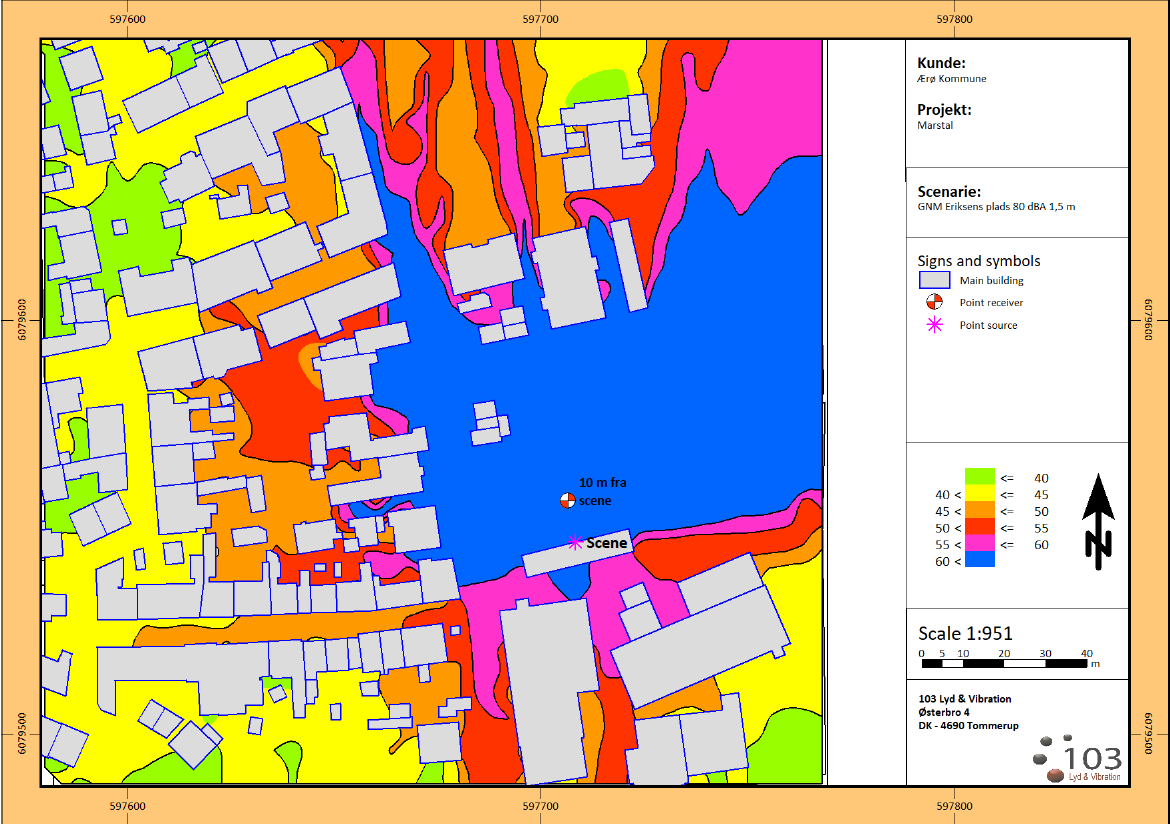 597600 597700 597800
Kunde:
Ærø Kommune
Projekt:
Marstal
Scenarie:
GNM Eriksens plads 80 dBA 1,5 m
Signs and symbols
Main building
Point receiver
Point source
6079600 6079600
10 m fra
scene
Scene
<= 40
40 < <= 45
45 < <= 50
50 < <= 55
55 < <= 60
60 <
N
Scale 1:951
0 5 10 20 30 40
m
103 Lyd & Vibration
Østerbro 4
DK - 4690 Tommerup
6079500 6079500
103
Lyd & Vibration
597600 597700 597800